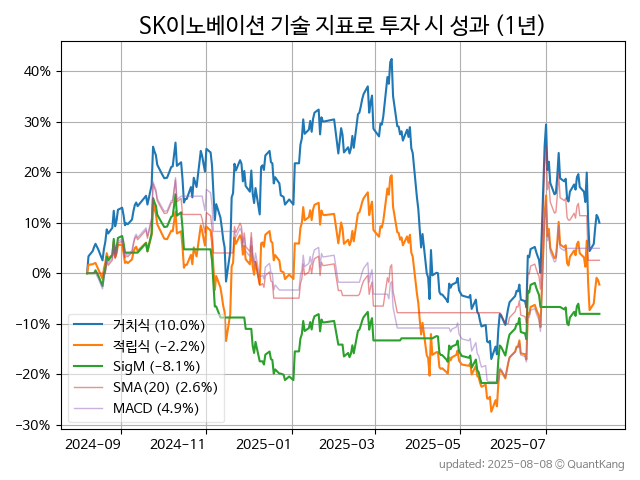 SK이노베이션 기술 지표로 투자 시 성과 (1년)
40%
30%
20%
10%
0%
−10%
−20%
−30%
거치식 (10.0%)
적립식 (−2.2%)
SigM (−8.1%)
SMA(20) (2.6%)
MACD (4.9%)
2024-09
2024-11
2025-01
2025-03
2025-05
2025-07
updated: 2025-08-08 © QuantKang